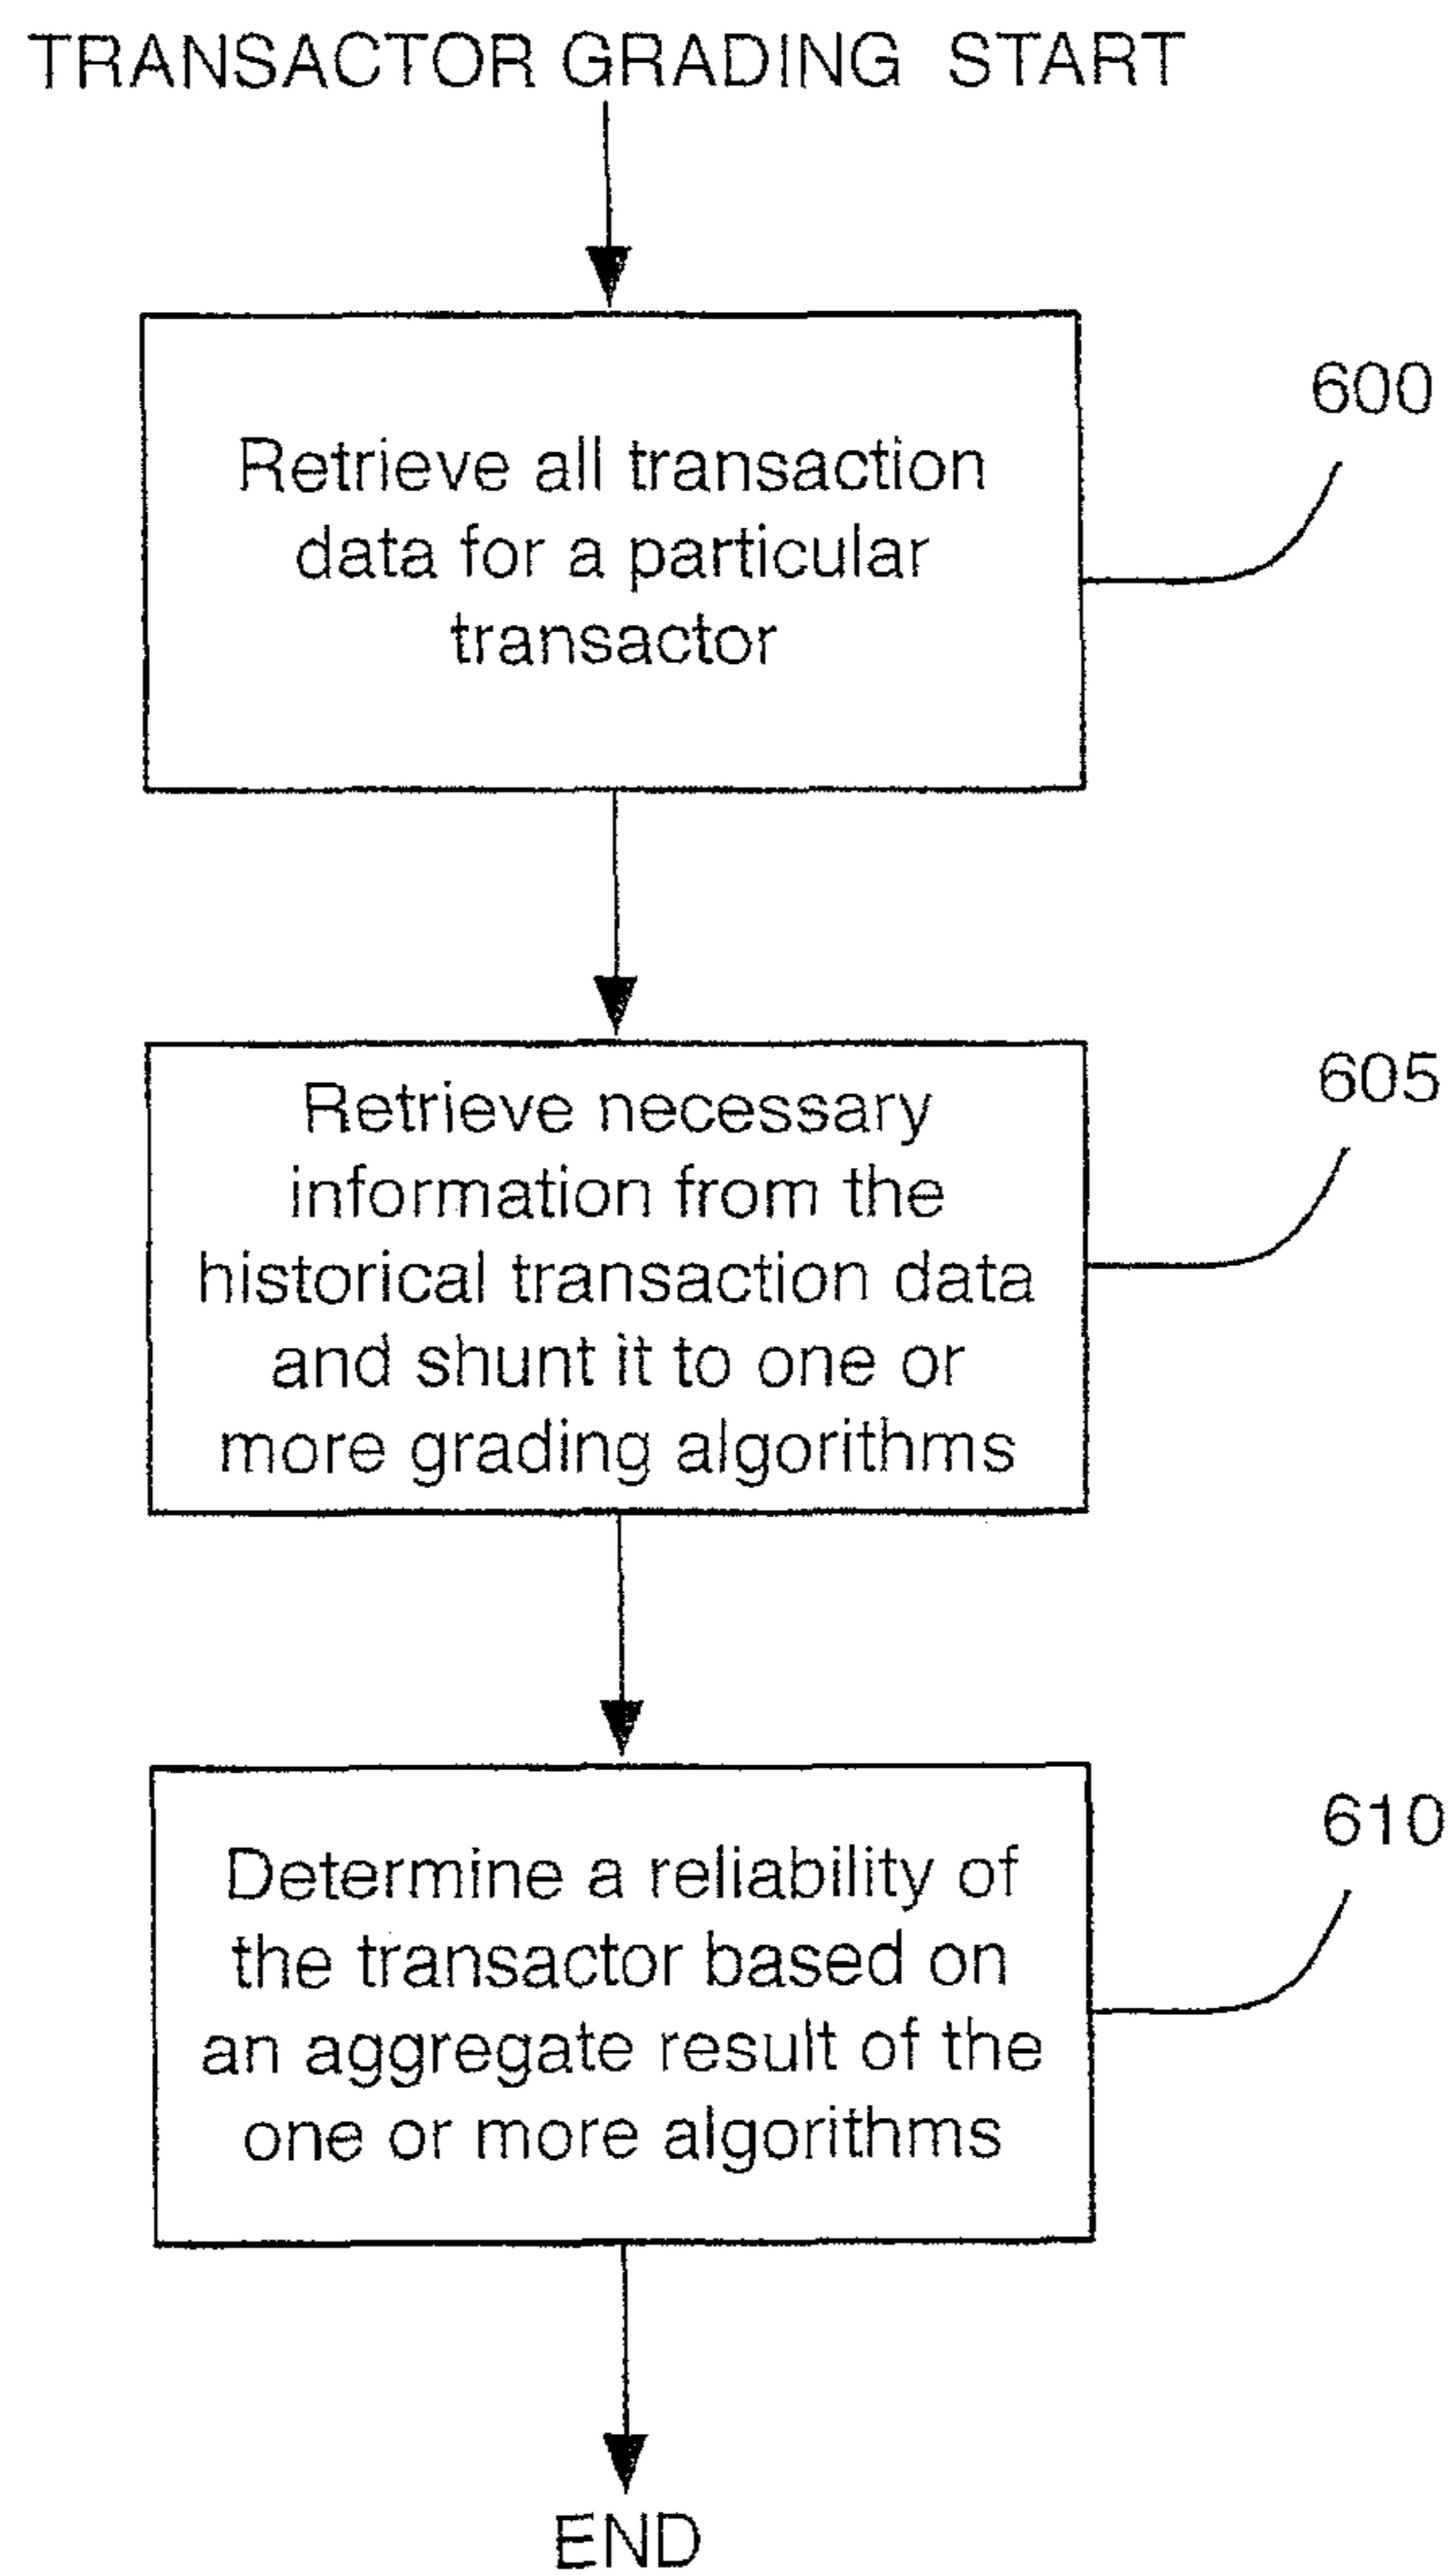 TRANSACTOR GRADING START
600
Retrieve all transaction
data for a particular
transactor
605
Retrieve necessary
information from the
historical transaction data
and shunt it to one or
more grading algorithms
610
Determine a reliability of
the transactor based on
an aggregate result of the
one or more algorithms
END